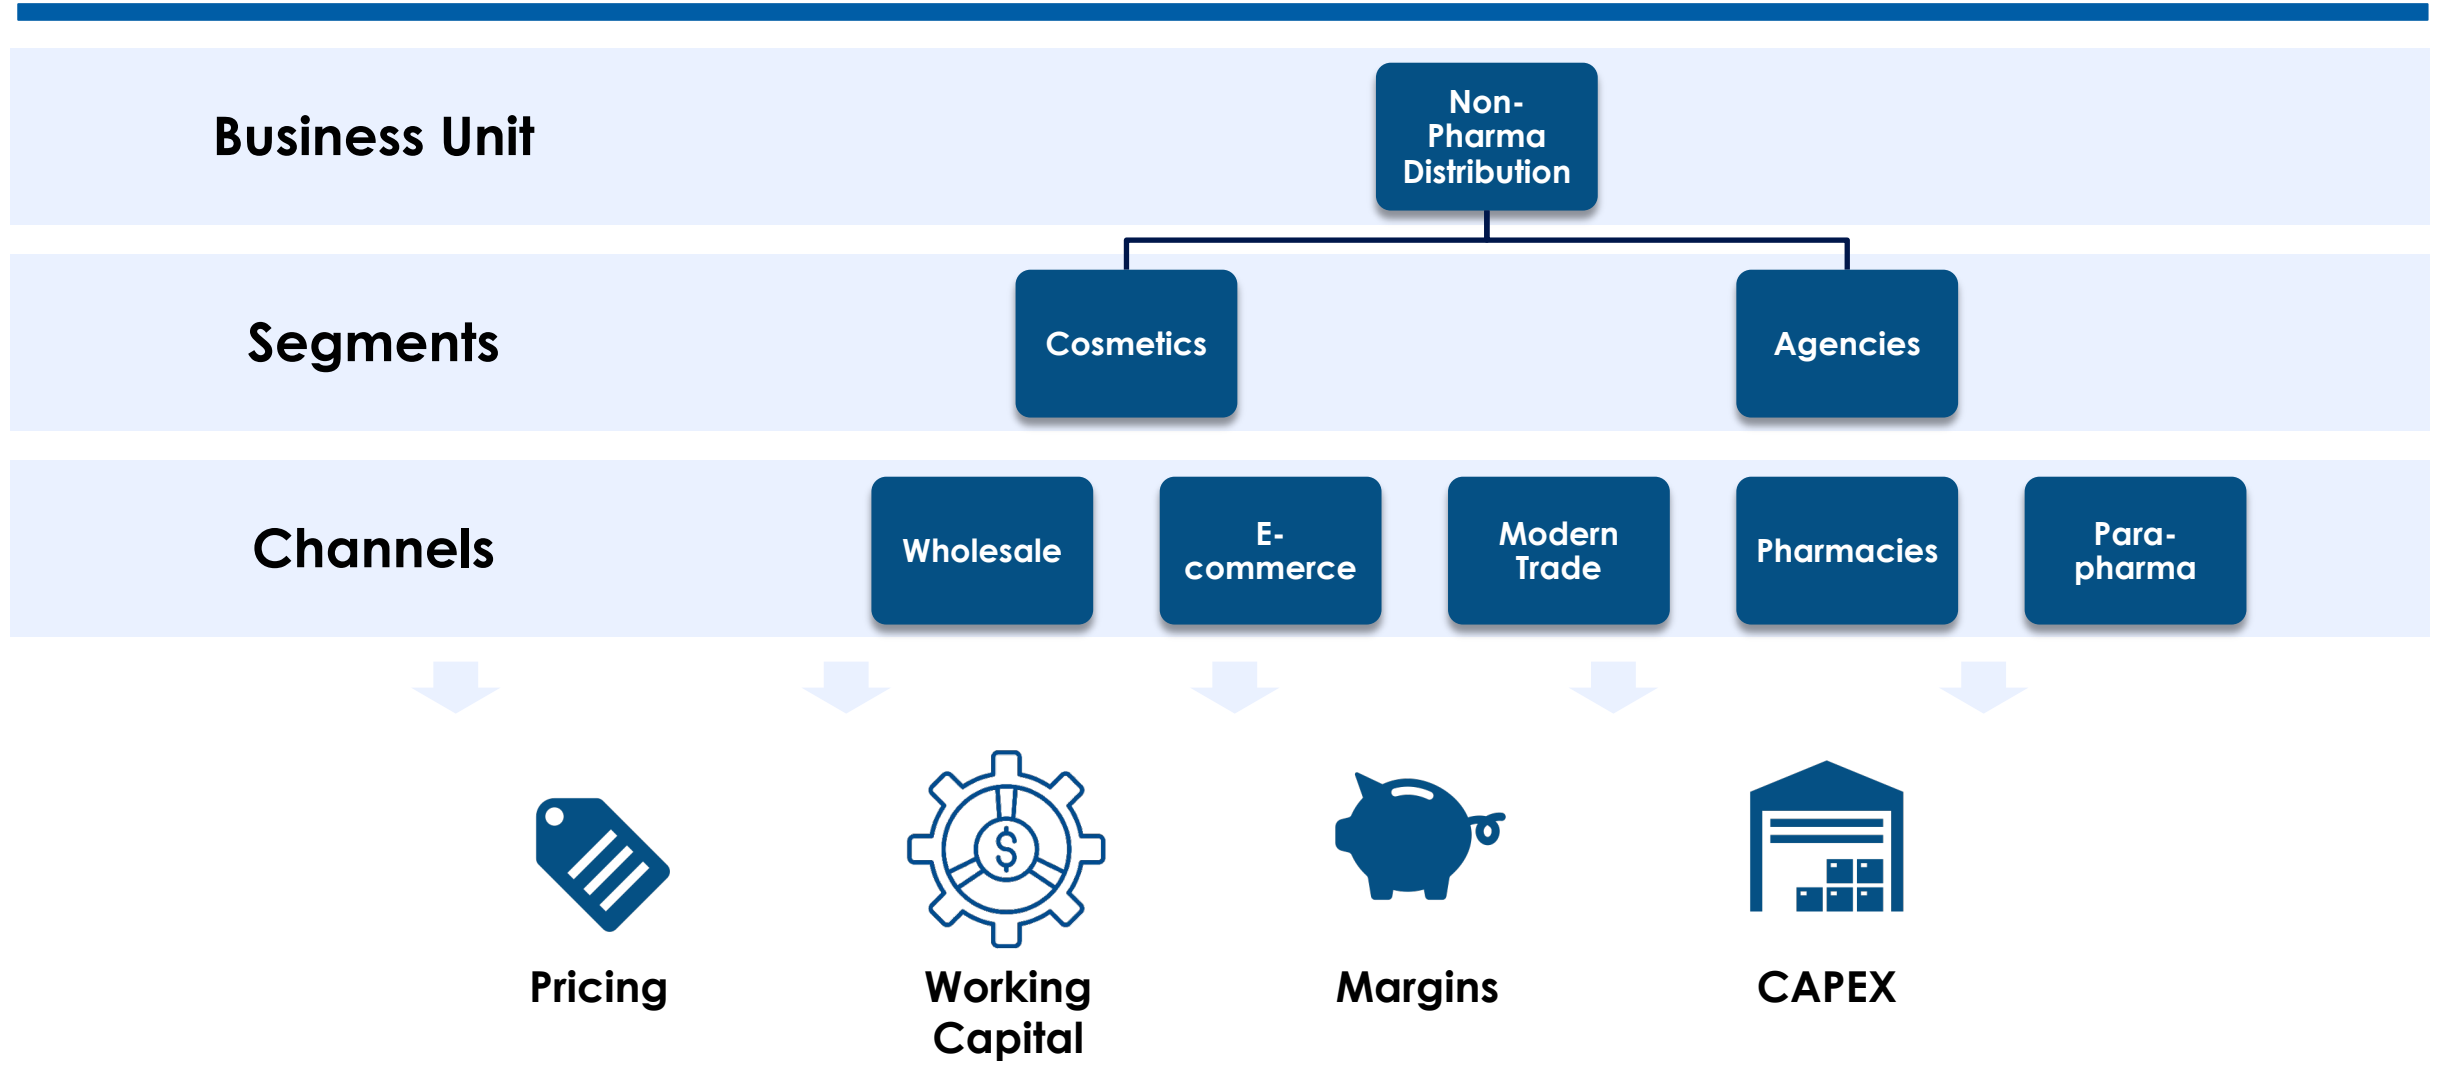 Business Unit
Non-
Pharma
Distribution
Segments
Cosmetics
Agencies
Channels
Wholesale
E-
commerce
Modern
Trade
Pharmacies
Para-
pharma
$
Pricing
Working
Capital
Margins
CAPEX